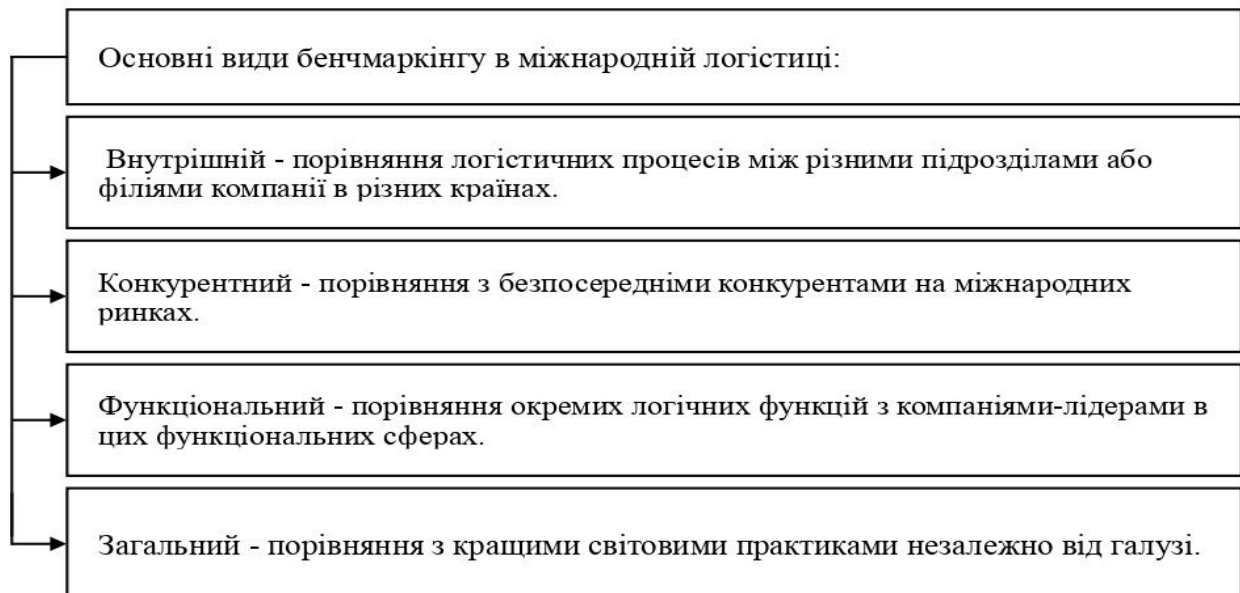 Основні види бенчмаркінгу в міжнародній логістиці:
Внутрішній - порівняння логістичних процесів між різними підрозділами або
філіями компанії в різних країнах.
Конкурентний - порівняння з безпосередніми конкурентами на міжнародних
ринках.
Функціональний - порівняння окремих логічних функцій з компаніями-лідерами в
цих функціональних сферах.
Загальний - порівняння з кращими світовими практиками незалежно від галузі.